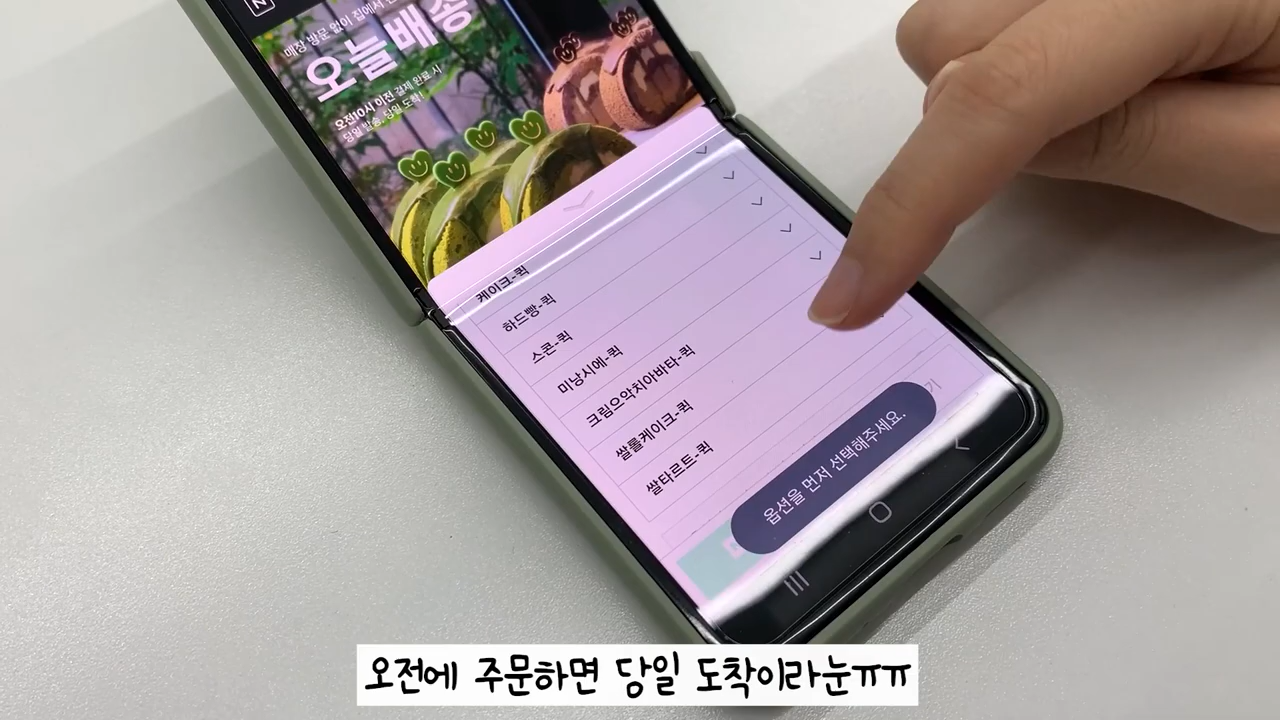 N
매장 방문 없이 집에서
오늘배송
오전10시 이전 결제 완료 시
당일 발송, 당일 도착!
케이크-퀵
하드빵-퀵
스콘-퀵
미낭시에-퀵
크림으악치아바타-퀵
쌀롤케이크-퀵
쌀타르트-퀵
기
옵션을 먼저 선택해주세요.
오전에 주문하면 당일 도착이라눈ㅠㅠ